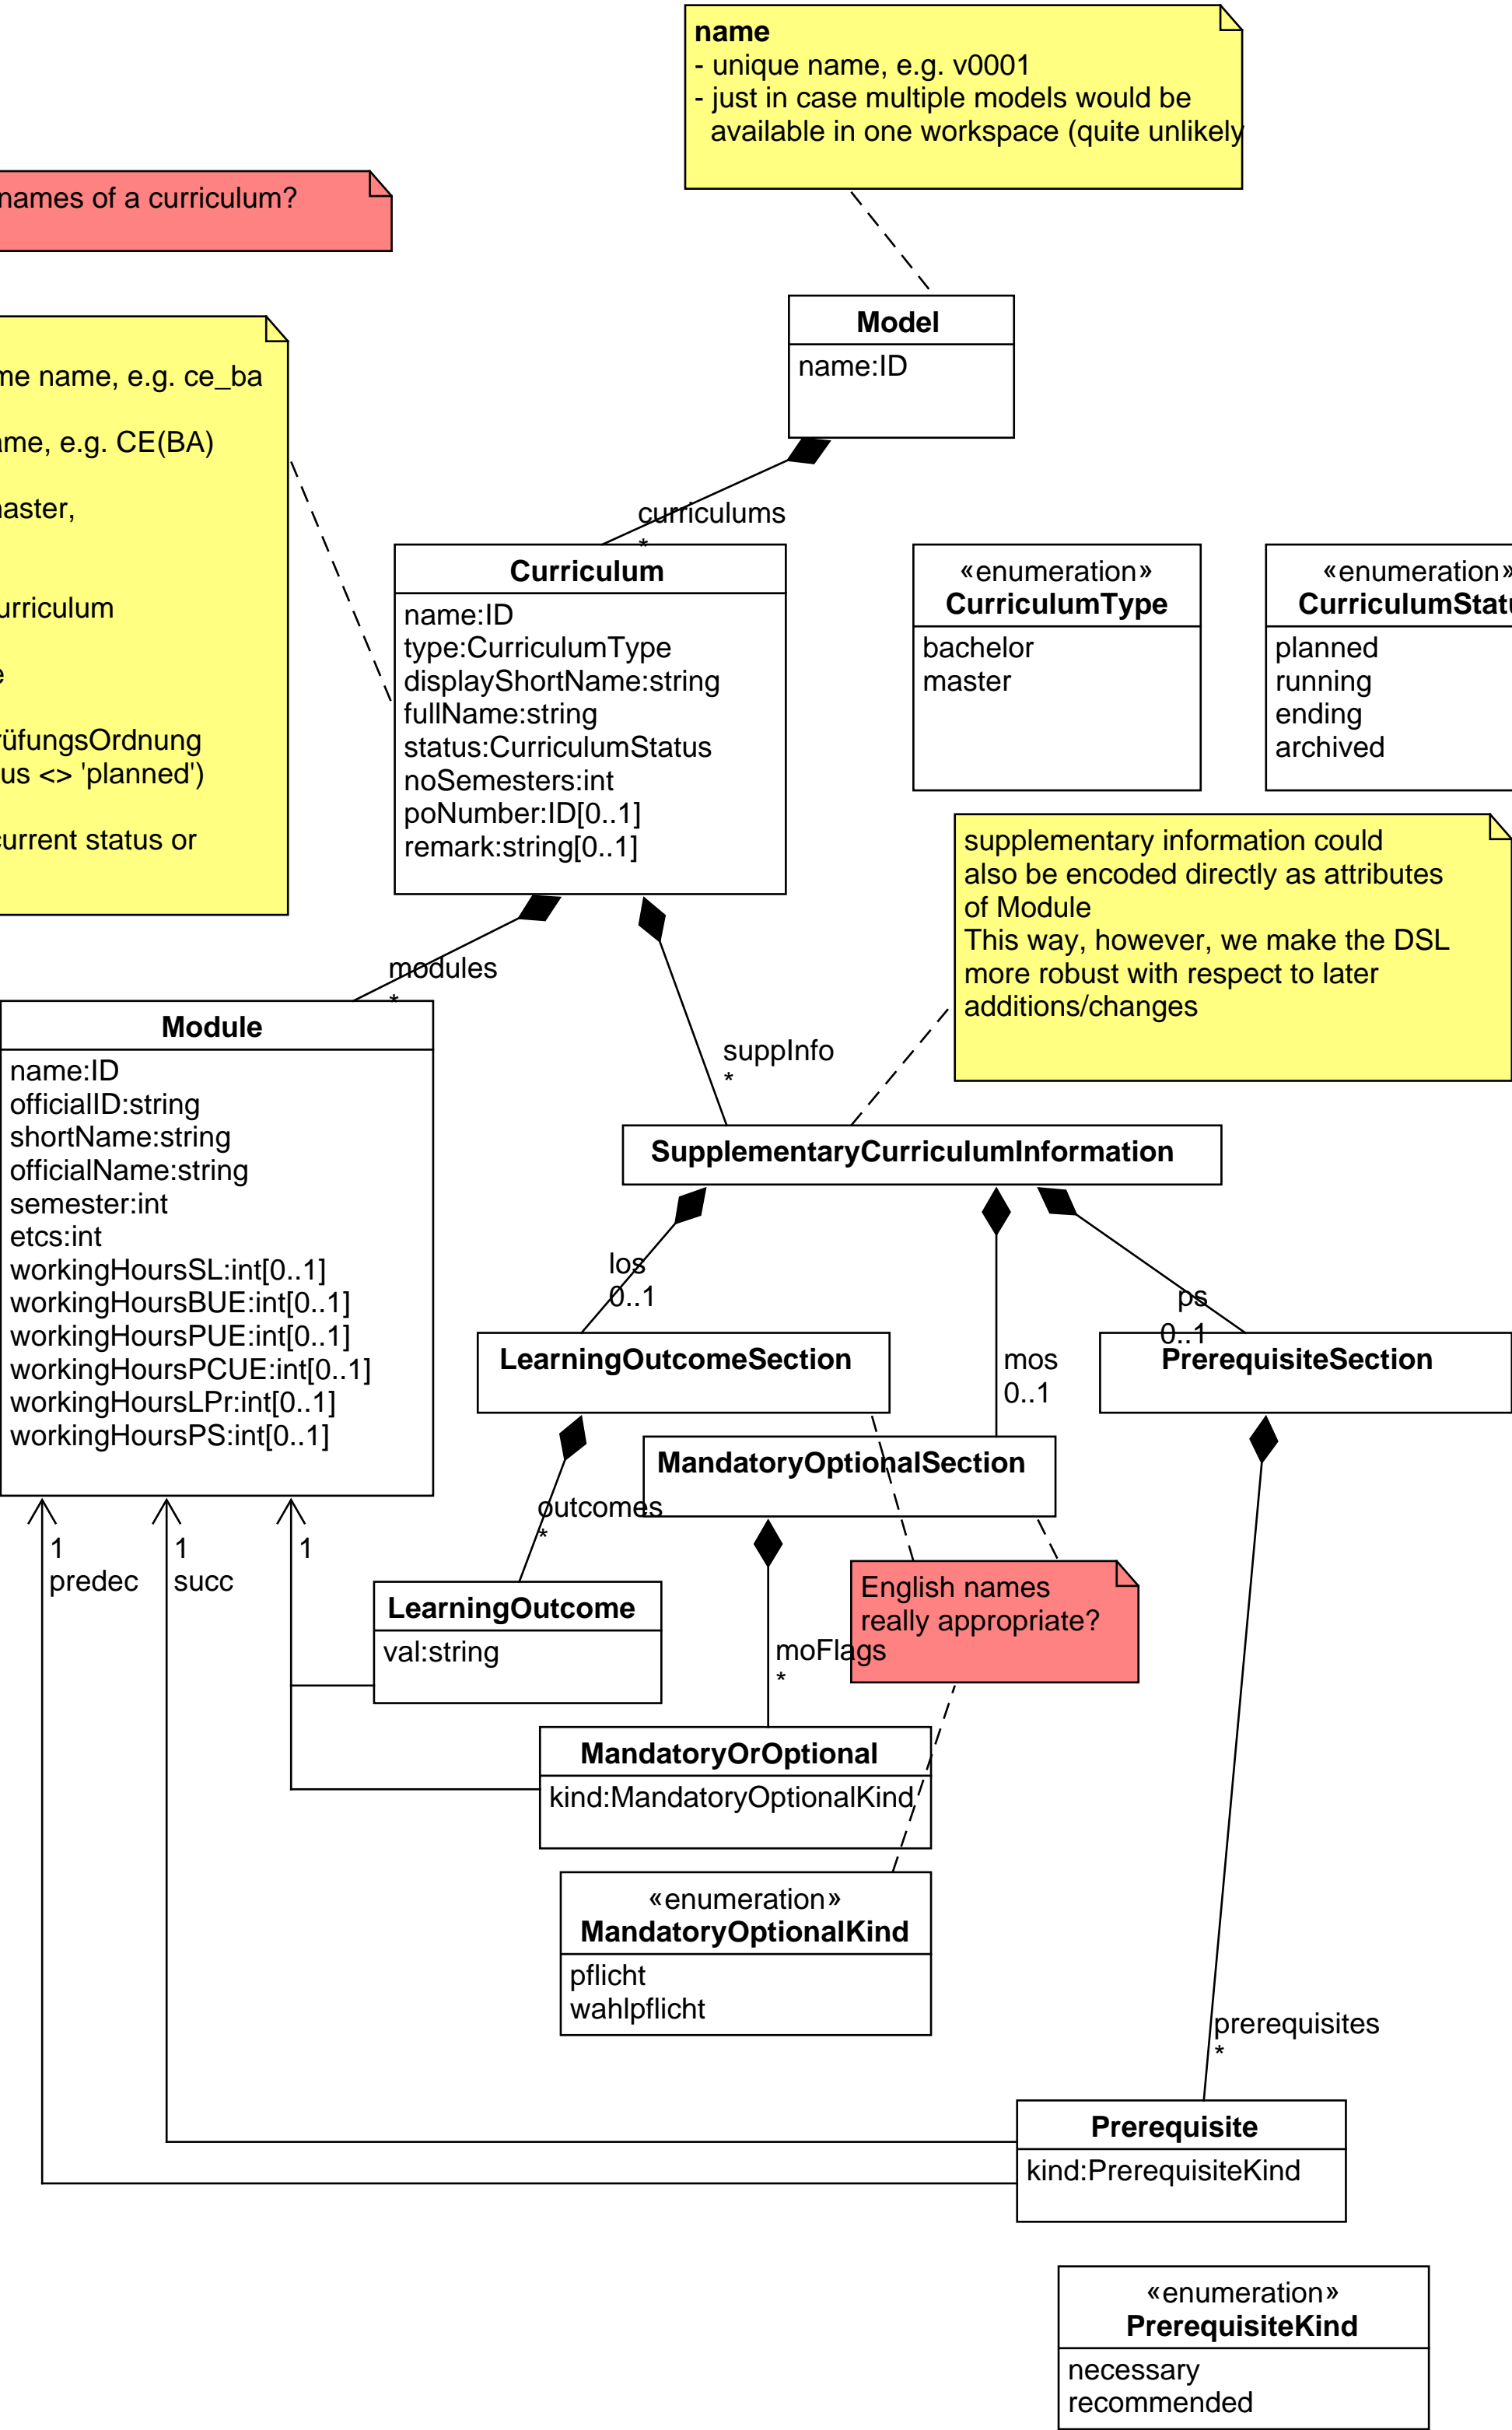 name
- unique name, e.g. v0001
- just in case multiple models would be
available in one workspace (quite unlikely
names of a curriculum?
name, e.g. ce_ba
e.g. CE(BA)
Model
name:ID
curriculums
*
Curriculum
name:ID
type:CurriculumType
displayShortName:string
fullName:string
status:CurriculumStatus
noSemesters:int
poNumber:ID[0..1]
remark:string[0..1]
«enumeration»
CurriculumType
bachelor
master
«enumeration»
planned
running
ending
archived
<> 'planned')
current status or
supplementary information could
also be encoded directly as attributes
of Module
This way, however, we make the DSL
more robust with respect to later
additions/changes
modules
*
Module
name:ID
officialID:string
shortName:string
officialName:string
semester:int
etcs:int
workingHoursSL:int[0..1]
workingHoursBUE:int[0..1]
workingHoursPUE:int[0..1]
workingHoursPCUE:int[0..1]
workingHoursLPr:int[0..1]
workingHoursPS:int[0..1]
suppInfo
*
SupplementaryCurriculumInformation
los
0..1
ps
0..1
mos
0..1
LearningOutcomeSection
PrerequisiteSection
MandatoryOptionalSection
outcomes
*
1
predec
1
succ
1
LearningOutcome
val:string
English names
really appropriate?
moFlags
*
MandatoryOrOptional
kind:MandatoryOptionalKind
«enumeration»
MandatoryOptionalKind
pflicht
wahlpflicht
prerequisites
*
Prerequisite
kind:PrerequisiteKind
«enumeration»
PrerequisiteKind
necessary
recommended